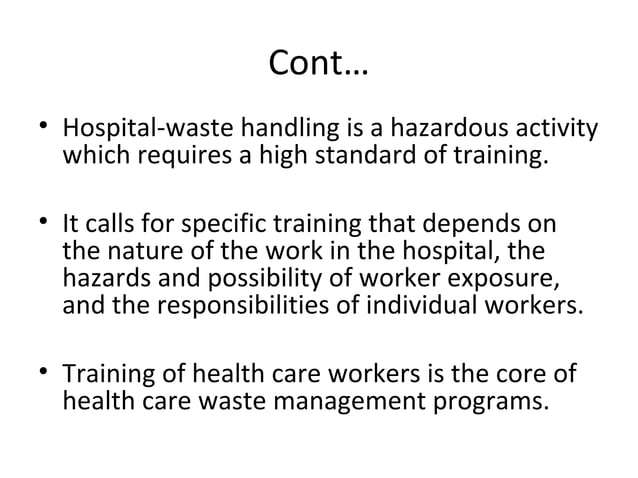 Cont…
• Hospital-waste handling is a hazardous activity
which requires a high standard of training.
• It calls for specific training that depends on
the nature of the work in the hospital, the
hazards and possibility of worker exposure,
and the responsibilities of individual workers.
• Training of health care workers is the core of
health care waste management programs.